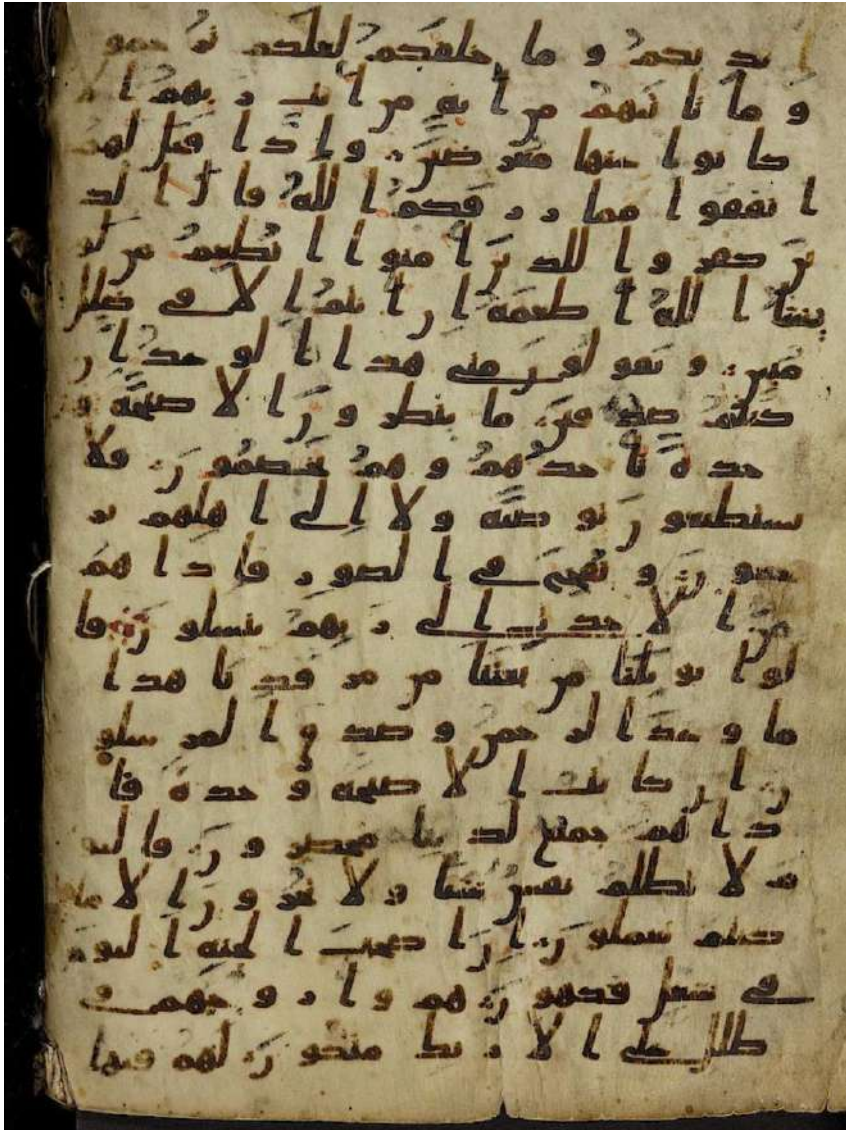 يديكم وما خلفكم لعلكم ترحمو
ن وما تاتيهم من اية من ايت ربهم الا
كانوا عنها معرضين واذا قيل لهم
انفقوا مما رزقكم الله قال الذ
ين كفروا للذين امنوا انطعم من لو
يشا الله اطعمه ان انتم الا في ضلل
مبين ويقولون متى هذا الوعد ان
كنتم صدقين ما ينظرون الا صيحة و
حدة تاخذهم وهم يخصمون فلا
يستطيعون توصية ولا الى اهلهم ير
جعون ونفخ في الصور فاذا هم
من الاجدث الى ربهم ينسلون قا
لوا يويلنا من بعثنا من مرقدنا هذا
ما وعد الرحمن وصدق المرسلو
ن ان كانت الا صيحة وحدة فا
ذا هم جميع لدينا محضرون فاليو
م لا تظلم نفس شيا ولا تجزون الا ما
كنتم تعملون ان اصحب الجنة اليوم
في شغل فكهون هم وازوجهم في
ظلل على الاريك متكون لهم فيها